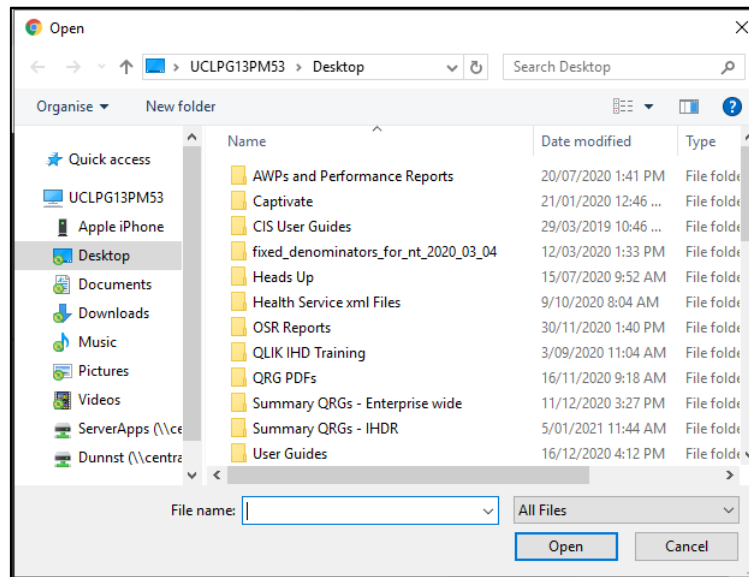 Open
UCLPG13PM53 > Desktop
Search Desktop
Organise
New folder
?
Name Date modified Type
Quick access
UCLPG13PM53
Apple iPhone
Desktop
Documents
Downloads
Music
Pictures
Videos
ServerApps (\\ce
Dunnst (\\centra
AWPs and Performance Reports 20/07/2020 1:41 PM File folde
Captivate 21/01/2020 12:46 ... File folde
CIS User Guides 29/03/2019 10:46 ... File folde
fixed_denominators_for_nt_2020_03_04 12/03/2020 1:33 PM File folde
Heads Up 15/07/2020 9:52 AM File folde
Health Service xml Files 9/10/2020 8:04 AM File folde
OSR Reports 30/11/2020 1:40 PM File folde
QLIK IHD Training 3/09/2020 11:04 AM File folde
QRG PDFs 16/11/2020 9:18 AM File folde
Summary QRGs - Enterprise wide 11/12/2020 3:27 PM File folde
Summary QRGs - IHDR 5/01/2021 11:44 AM File folde
User Guides 16/12/2020 4:12 PM File folde
File name:
All Files
Open
Cancel